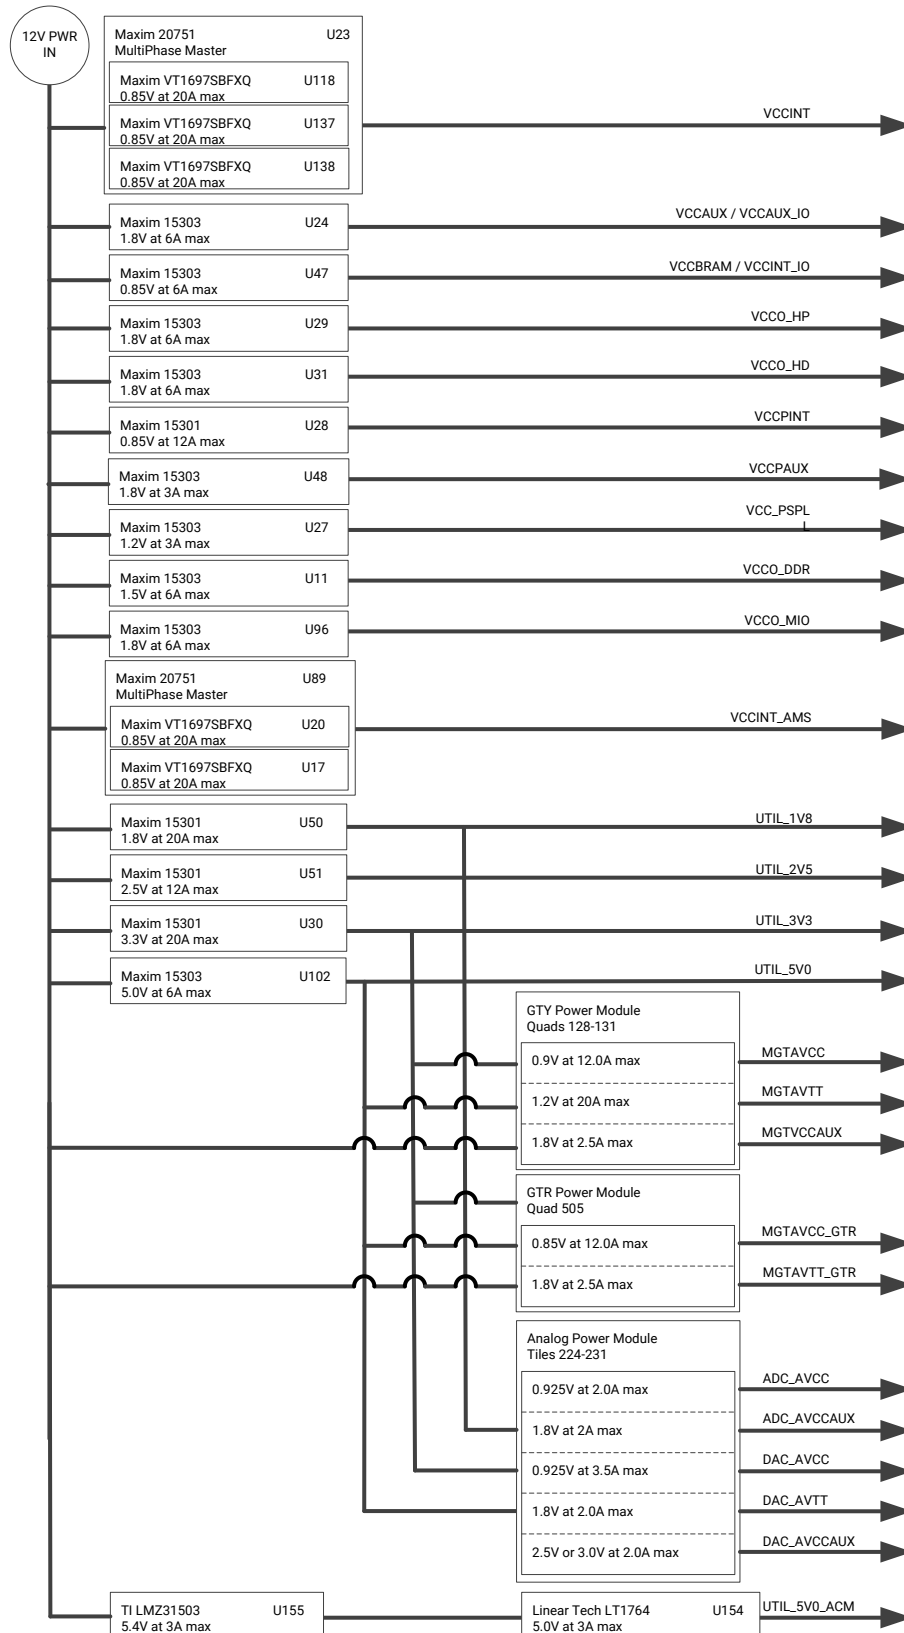 12V PWR
IN
Maxim 20751 U23
MultiPhase Master
Maxim VT1697SBFXQ U118
0.85V at 20A max
Maxim VT1697SBFXQ U137
0.85V at 20A max
Maxim VT1697SBFXQ U138
0.85V at 20A max
VCCINT
Maxim 15303 U24
1.8V at 6A max
VCCAUX / VCCAUX_IO
Maxim 15303 U47
0.85V at 6A max
VCCBRAM / VCCINT_IO
Maxim 15303 U29
1.8V at 6A max
VCCO_HP
Maxim 15303 U31
1.8V at 6A max
VCCO_HD
Maxim 15301 U28
0.85V at 12A max
VCCPINT
Maxim 15303 U48
1.8V at 3A max
VCCPAUX
Maxim 15303 U27
1.2V at 3A max
VCC_PSPL
L
Maxim 15303 U11
1.5V at 6A max
VCCO_DDR
Maxim 15303 U96
1.8V at 6A max
VCCO_MIO
Maxim 20751 U89
MultiPhase Master
Maxim VT1697SBFXQ U20
0.85V at 20A max
Maxim VT1697SBFXQ U17
0.85V at 20A max
VCCINT_AMS
Maxim 15301 U50
1.8V at 20A max
UTIL_1V8
Maxim 15301 U51
2.5V at 12A max
UTIL_2V5
Maxim 15301 U30
3.3V at 20A max
UTIL_3V3
Maxim 15303 U102
5.0V at 6A max
UTIL_5V0
GTY Power Module
Quads 128-131
0.9V at 12.0A max
MGTAVCC
1.2V at 20A max
MGTAVTT
1.8V at 2.5A max
MGTVCCAUX
GTR Power Module
Quad 505
0.85V at 12.0A max
MGTAVCC_GTR
1.8V at 2.5A max
MGTAVTT_GTR
Analog Power Module
Tiles 224-231
0.925V at 2.0A max
ADC_AVCC
1.8V at 2A max
ADC_AVCCAUX
0.925V at 3.5A max
DAC_AVCC
1.8V at 2.0A max
DAC_AVTT
2.5V or 3.0V at 2.0A max
DAC_AVCCAUX
TI LMZ31503 U155
5.4V at 3A max
Linear Tech LT1764 U154
5.0V at 3A max
UTIL_5V0_ACM